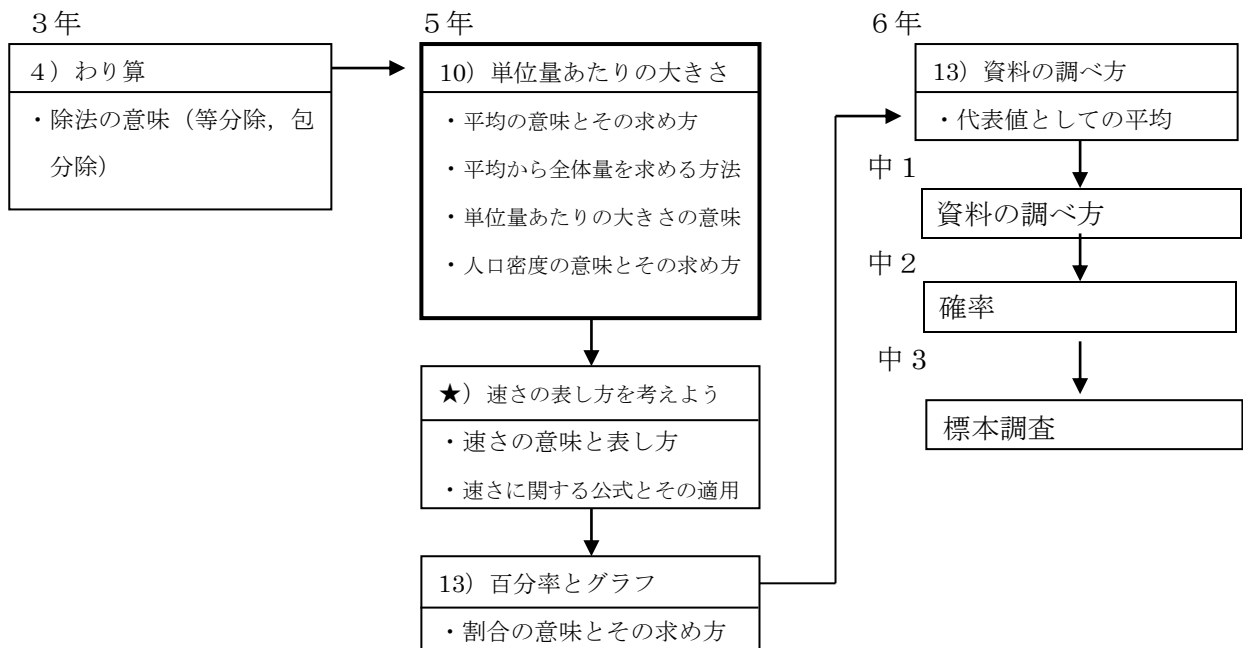 ３年
４）わり算
・除法の意味（等分除，包
分除）
５年
10）単位量あたりの大きさ
・平均の意味とその求め方
・平均から全体量を求める方法
・単位量あたりの大きさの意味
・人口密度の意味とその求め方
★）速さの表し方を考えよう
・速さの意味と表し方
・速さに関する公式とその適用
13）百分率とグラフ
・割合の意味とその求め方
６年
13）資料の調べ方
・代表値としての平均
中１
資料の調べ方
中２
確率
中３
標本調査